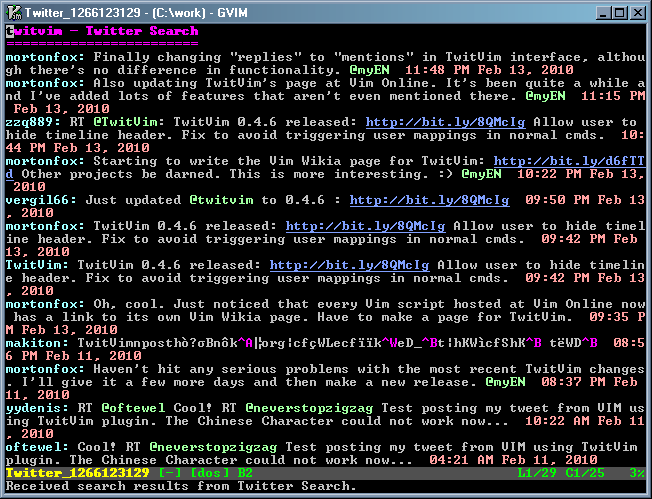 Twitter_1266123129 - (C:\work) - GVIM
twitvim - Twitter Search
========================
mortonfox: Finally changing "replies" to "mentions" in TwitVim interface, althou
gh there's no difference in functionality. @myEN  11:48 PM Feb 13, 2010
mortonfox: Also updating TwitVim's page at Vim Online. It's been quite a while a
nd I've added lots of features that aren't even mentioned there. @myEN  11:15 PM
 Feb 13, 2010
zzq889: RT @TwitVim: TwitVim 0.4.6 released: http://bit.ly/8QMcIg Allow user to
hide timeline header. Fix to avoid triggering user mappings in normal cmds.  10:
44 PM Feb 13, 2010
mortonfox: Starting to write the Vim Wikia page for TwitVim: http://bit.ly/d6fTT
d Other projects be darned. This is more interesting. :) @myEN  10:22 PM Feb 13,
 2010
vergil66: Just updated @twitvim to 0.4.6 : http://bit.ly/8QMcIg  09:50 PM Feb 13
, 2010
mortonfox: TwitVim 0.4.6 released: http://bit.ly/8QMcIg Allow user to hide timel
ine header. Fix to avoid triggering user mappings in normal cmds.  09:42 PM Feb
13, 2010
TwitVim: TwitVim 0.4.6 released: http://bit.ly/8QMcIg Allow user to hide timelin
e header. Fix to avoid triggering user mappings in normal cmds.  09:42 PM Feb 13
, 2010
mortonfox: Oh, cool. Just noticed that every Vim script hosted at Vim Online now
 has a link to its own Vim Wikia page. Have to make a page for TwitVim.  09:35 P
M Feb 13, 2010
makiton: 08:5
6 PM Feb 11, 2010
mortonfox: Haven't hit any serious problems with the most recent TwitVim changes
. I'll give it a few more days and then make a new release. @myEN  08:37 PM Feb
11, 2010
yydenis: RT @oftewel Cool! RT @neverstopzigzag Test posting my tweet from VIM us
ing TwitVim plugin. The Chinese Character could not work now...  10:22 AM Feb 11
, 2010
oftewel: Cool! RT @neverstopzigzag Test posting my tweet from VIM using TwitVim
plugin. The Chinese Character could not work now...  04:21 AM Feb 11, 2010
Twitter_1266123129 [-] [dos] B2 L1/29 C1/25 3%
Received search results from Twitter Search.